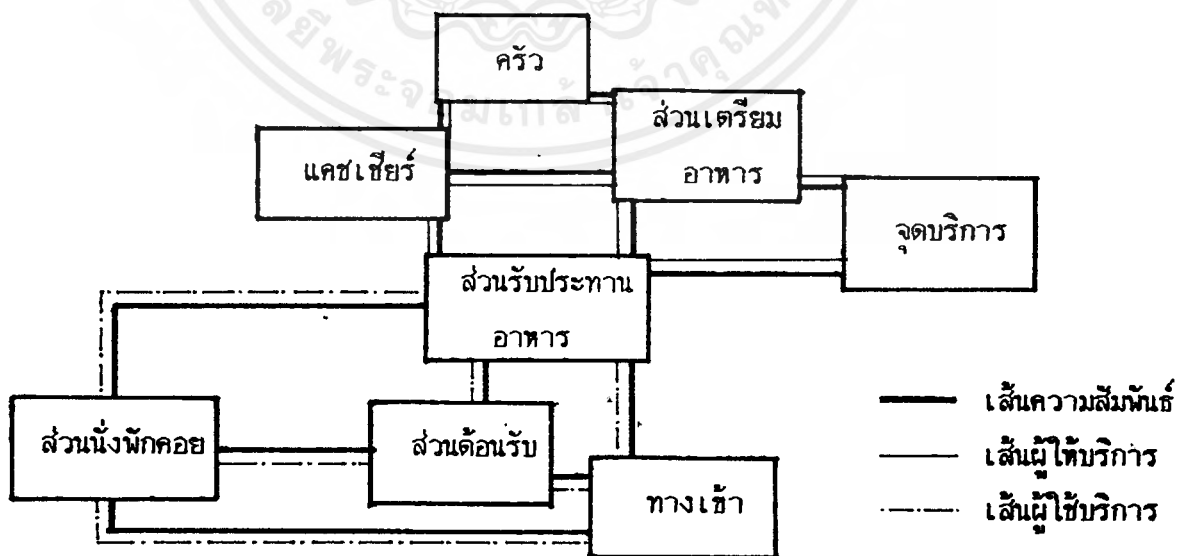 ครัว
ส่วนเตรียม
อาหาร
แคชเชียร์
จุดบริการ
ส่วนรับประทาน
อาหาร
ส่วนนั่งพักคอย
ส่วนต้อนรับ
ทางเข้า
เส้นความสัมพันธ์
เส้นผู้ให้บริการ
เส้นผู้ใช้บริการ